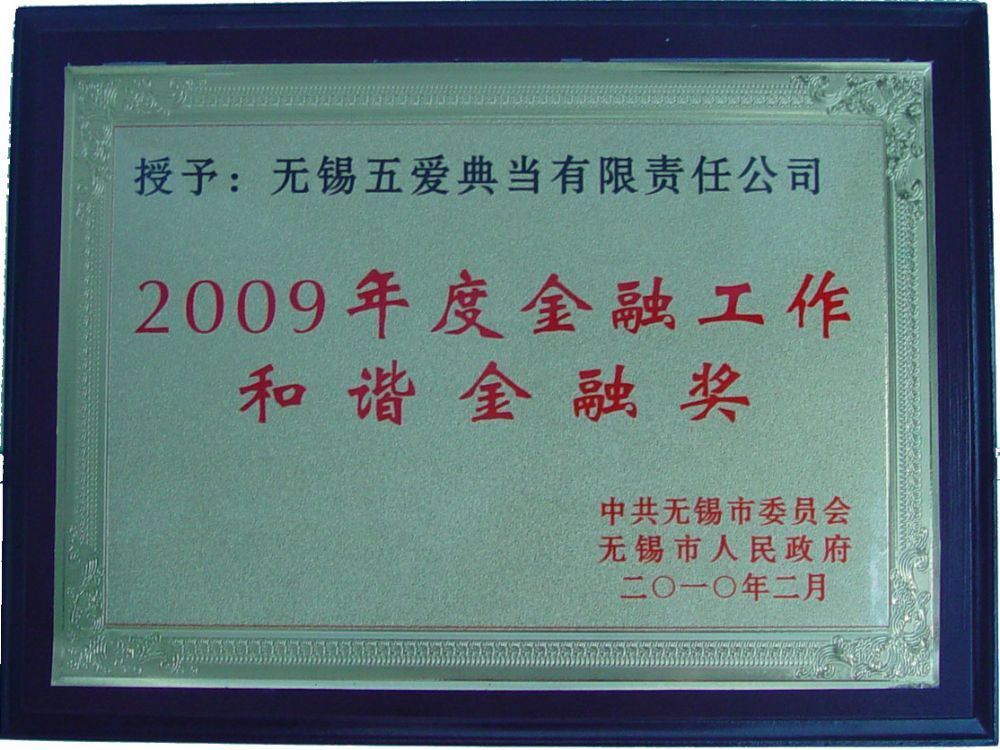 授予：无锡五爱典当有限责任公司
2009年度金融工作
和谐金融奖
中共无锡市委员会
无锡市人民政府
二〇一〇年二月